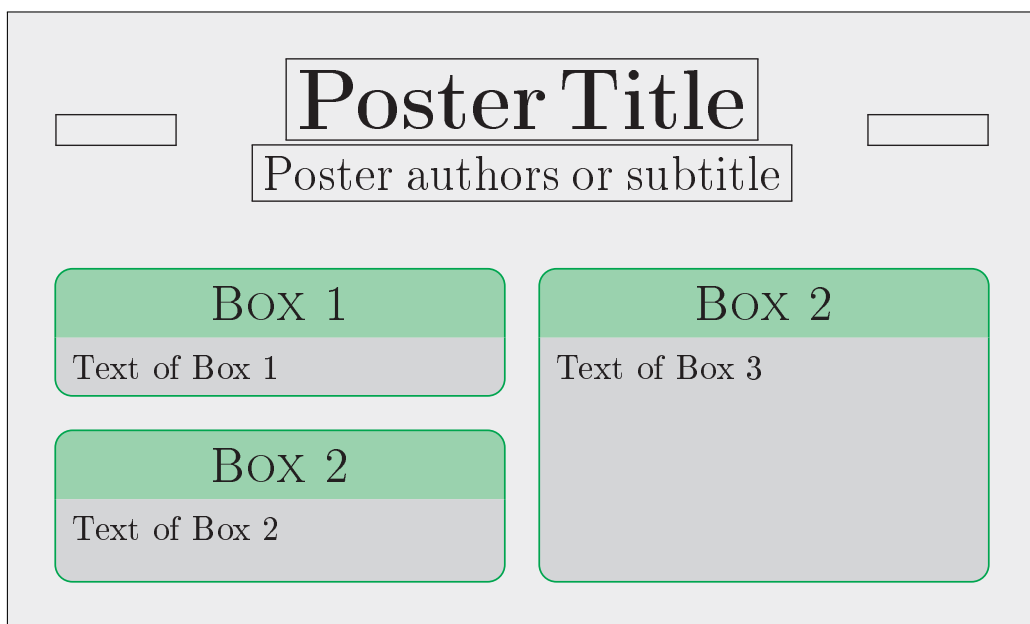 Poster Title
Poster authors or subtitle
Box 1
Text of Box 1
Box 2
Text of Box 2
Box 2
Text of Box 3